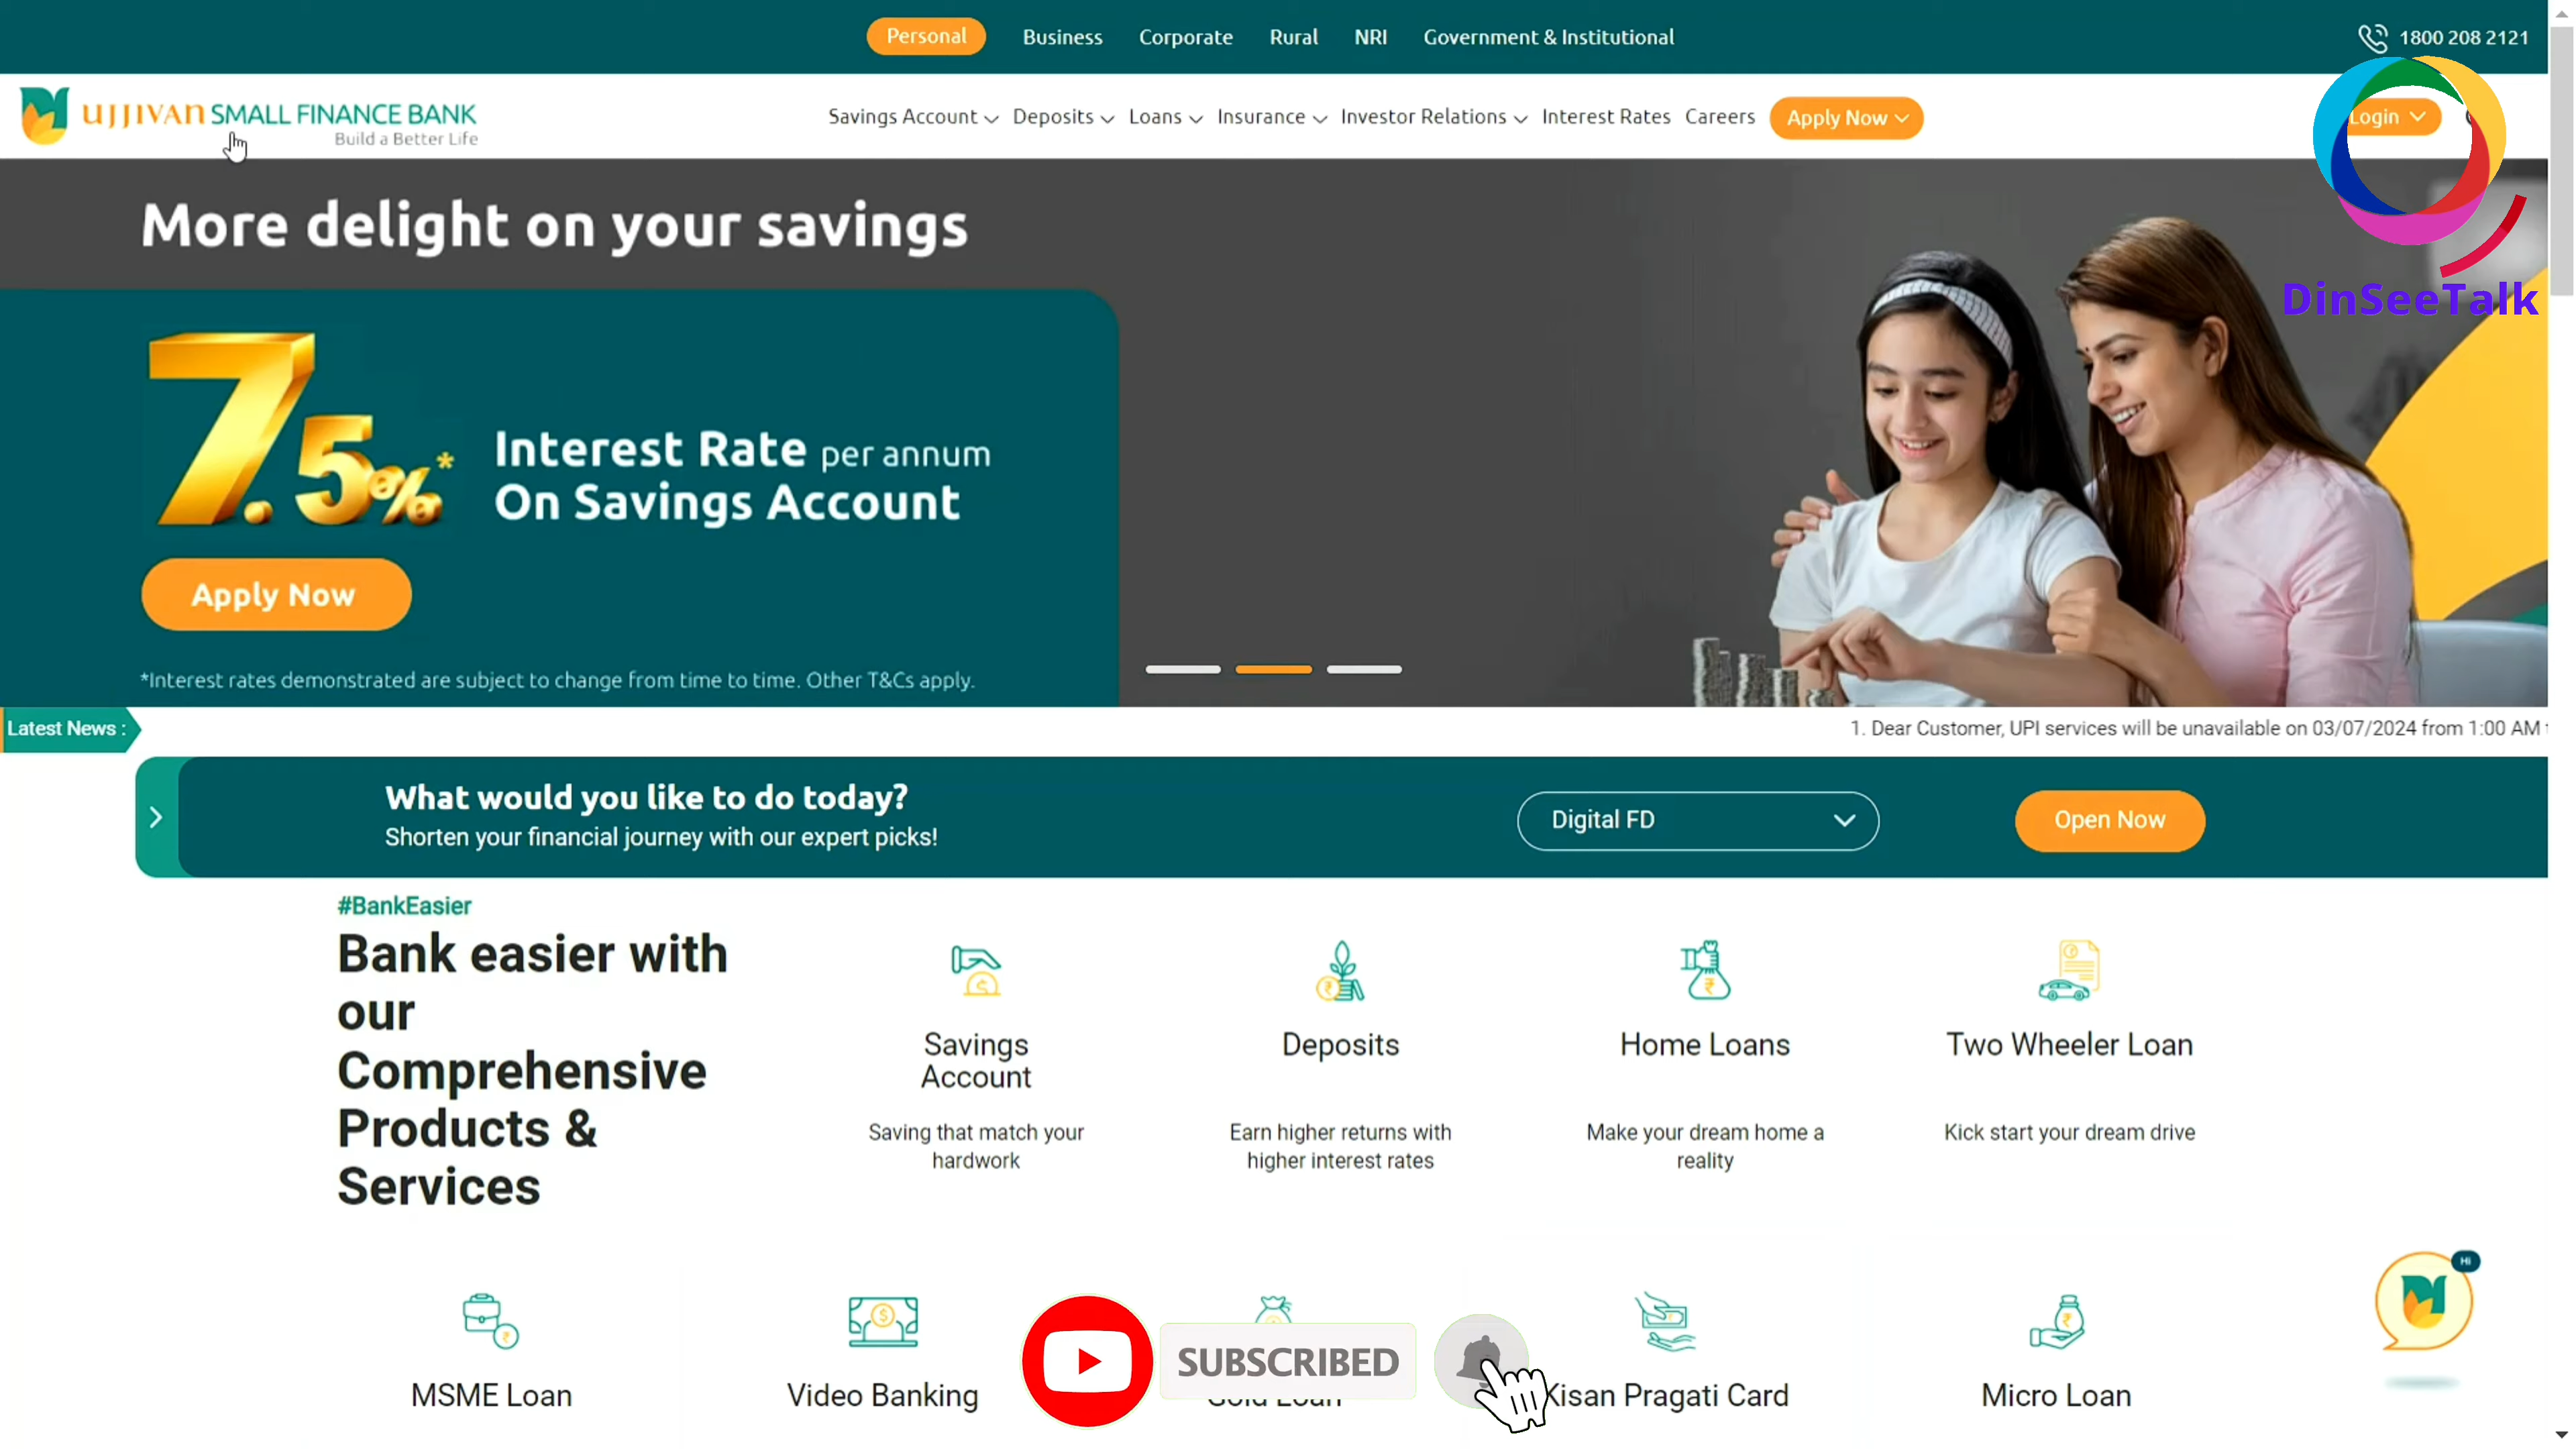 Personal Business Corporate Rural NRI Government & Institutional
1800 208 2121
UJJIVAN SMALL FINANCE BANK
Build a Better Life
Savings Account Deposits Loans Insurance Investor Relations Interest Rates Careers Apply Now
Login
DinSeeTalk
More delight on your savings
7.5%*
Interest Rate per annum
On Savings Account
Apply Now
*Interest rates demonstrated are subject to change from time to time. Other T&Cs apply.
Latest News :
1. Dear Customer, UPI services will be unavailable on 03/07/2024 from 1:00 AM
What would you like to do today?
Shorten your financial journey with our expert picks!
Digital FD
Open Now
#BankEasier
Bank easier with
our
Comprehensive
Products &
Services
Savings
Account
Saving that match your
hardwork
Deposits
Earn higher returns with
higher interest rates
Home Loans
Make your dream home a
reality
Two Wheeler Loan
Kick start your dream drive
Hi
MSME Loan
Video Banking
SUBSCRIBED
Gold Loan
Kisan Pragati Card
Micro Loan